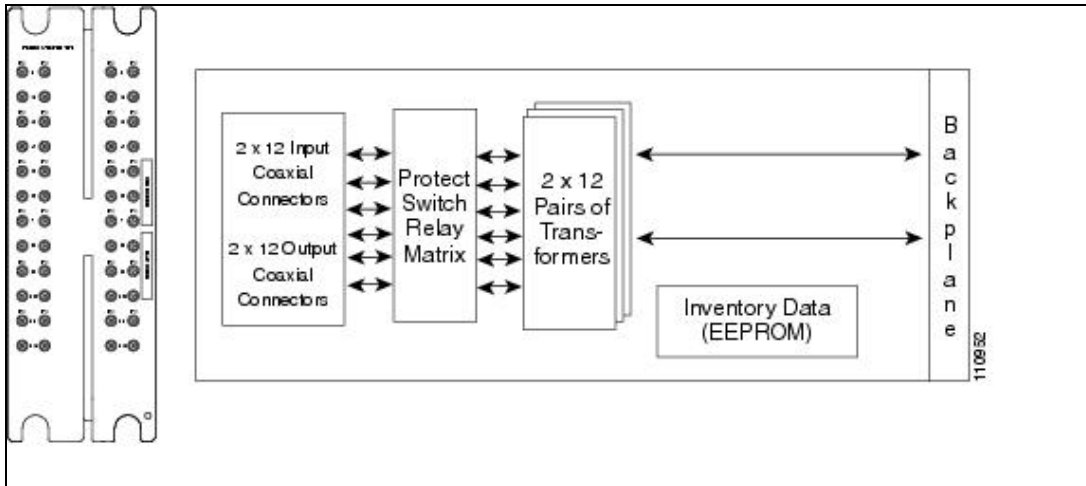 2 x 12 Input
Coaxial
Connectors
2 x 12 Output
Coaxial
Connectors
Protect
Switch
Relay
Matrix
2 x 12
Pairs of
Trans-
formers
Inventory Data
(EEPROM)
Backplane
110952